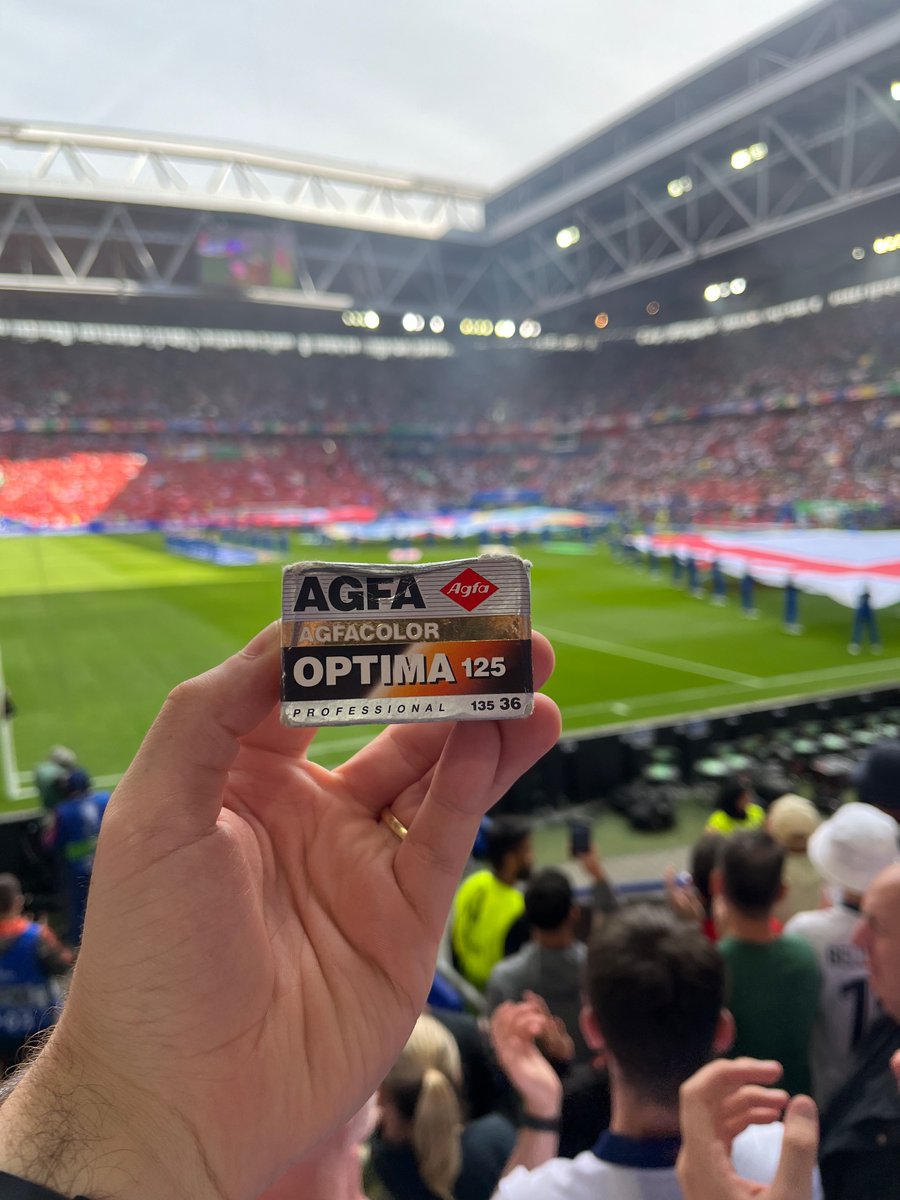 AGFA Agfa
AGFACOLOR
OPTIMA 125
PROFESSIONAL 135 36